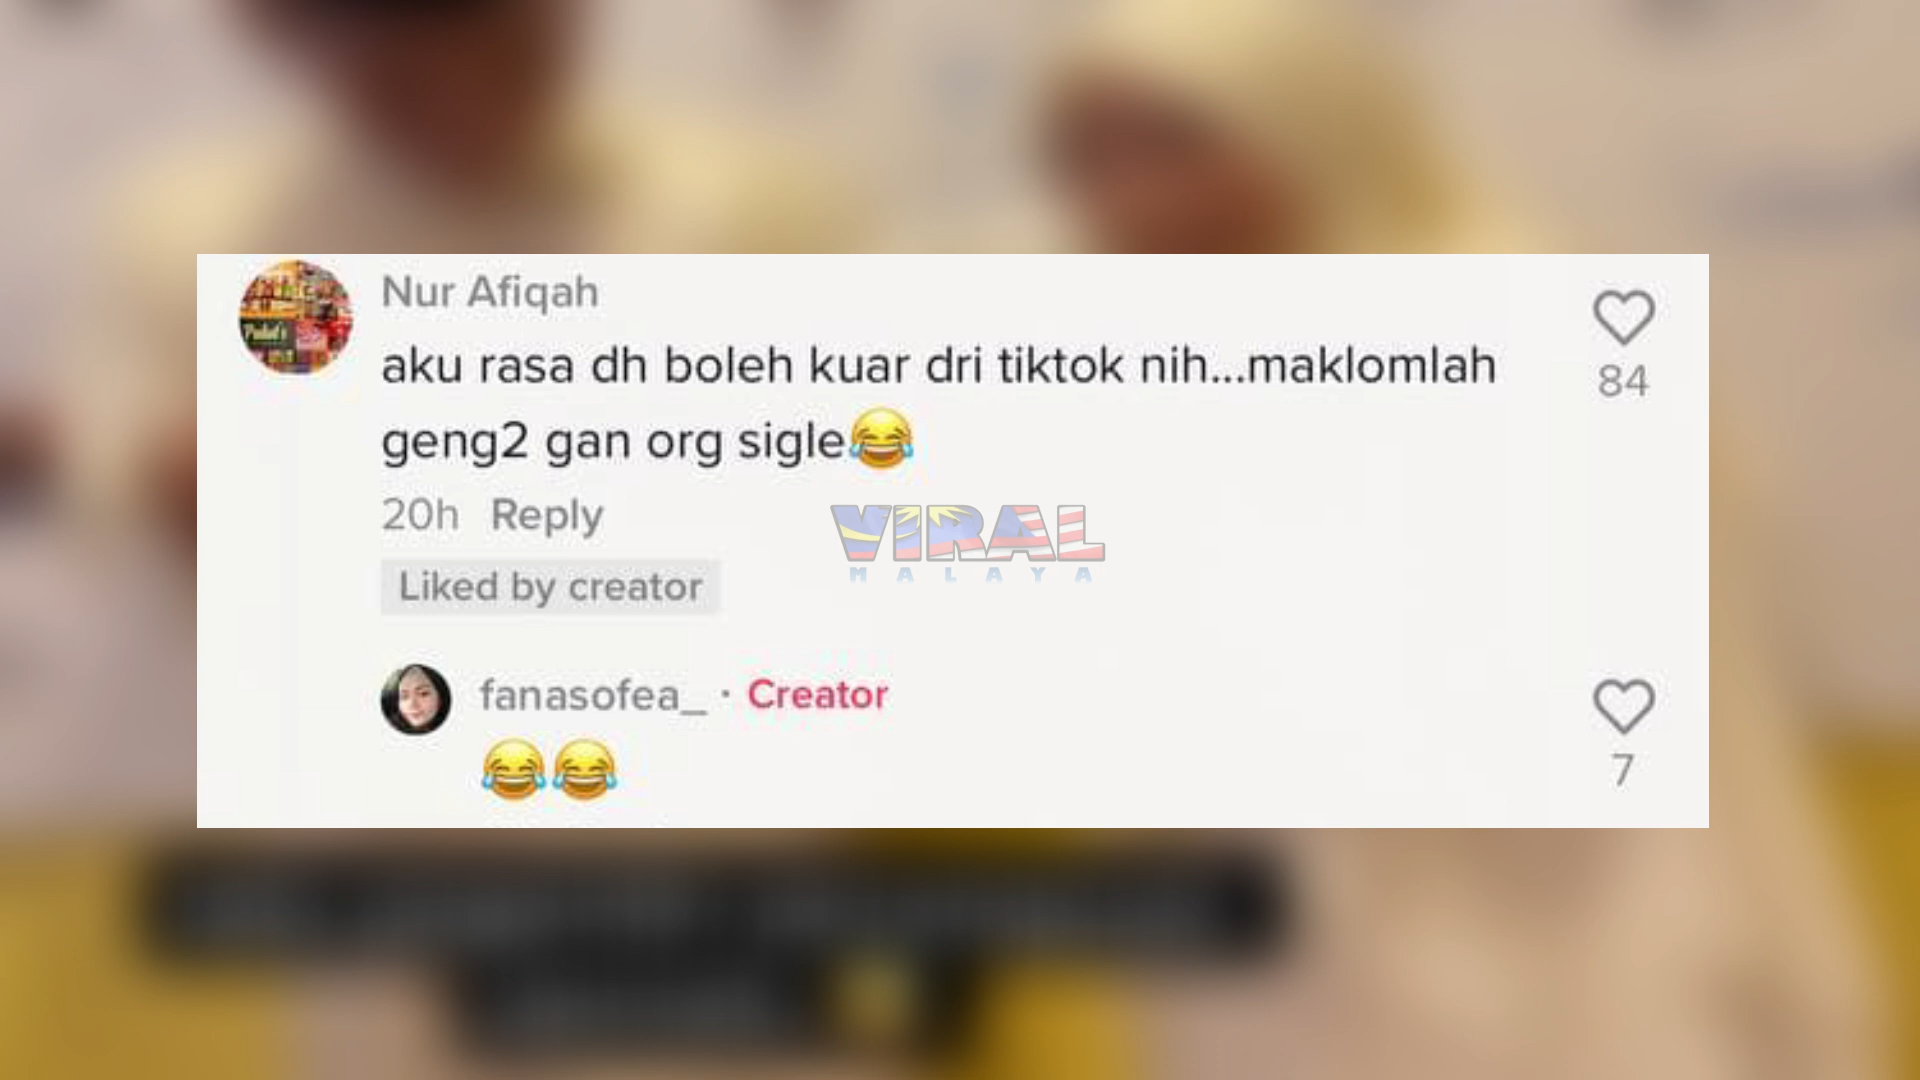 Nur Afiqah
aku rasa dh boleh kuar dri tiktok nih...maklomlah
geng2 gan org sigle😂
84
20h Reply
VIRAL
MALAYA
Liked by creator
fanasofea_ · Creator
😂😂
7